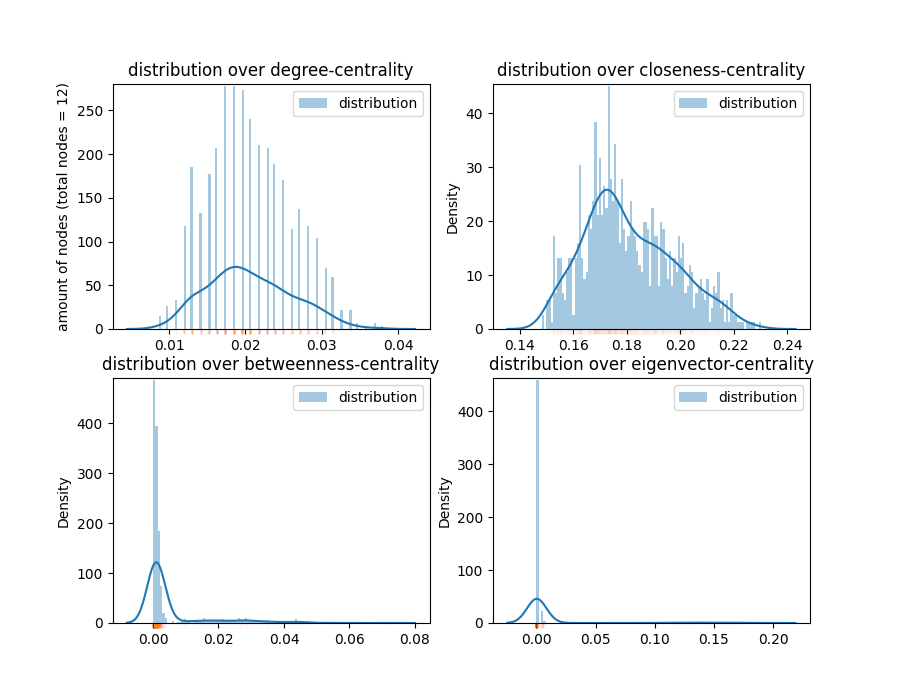 distribution over degree-centrality
amount of nodes (total nodes = 12)
250
200
150
100
50
0
distribution
0.01 0.02 0.03 0.04
distribution over closeness-centrality
Density
40
30
20
10
0
distribution
0.14 0.16 0.18 0.20 0.22 0.24
distribution over betweenness-centrality
Density
400
300
200
100
0
distribution
0.00 0.02 0.04 0.06 0.08
distribution over eigenvector-centrality
Density
400
300
200
100
0
distribution
0.00 0.05 0.10 0.15 0.20